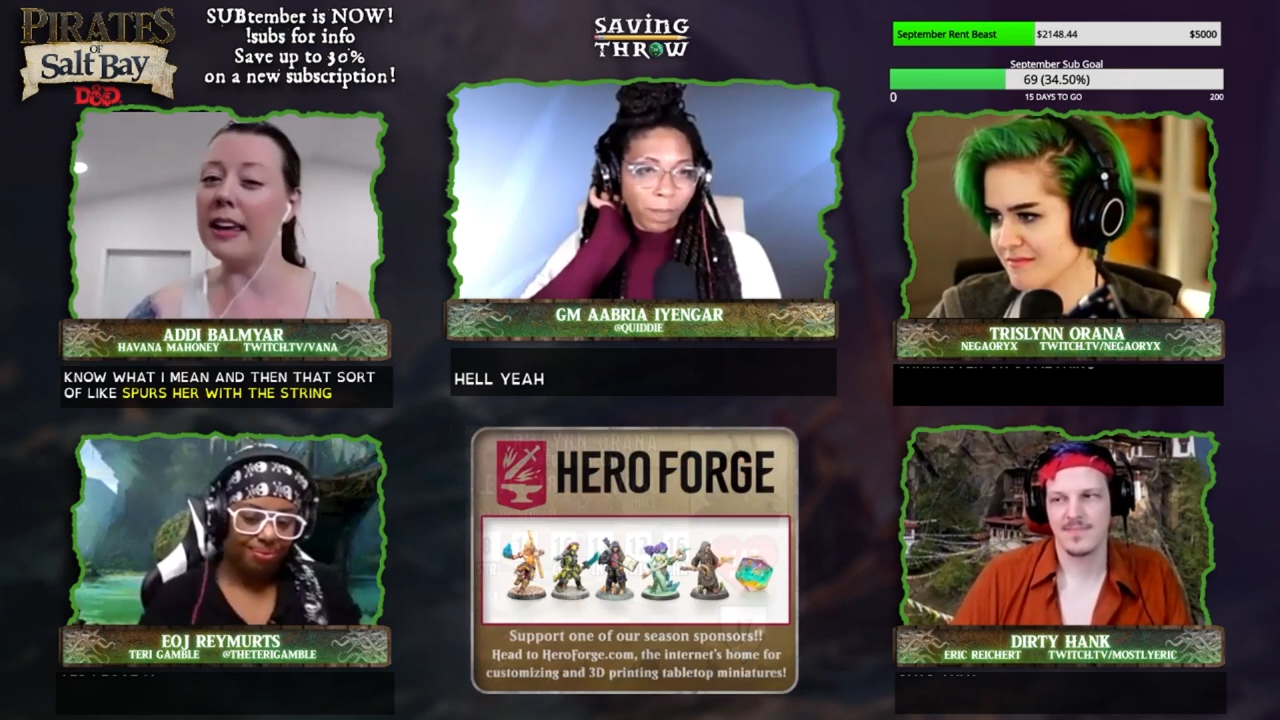 PIRATES
OF
Salt Bay
D&D
SUBtember is NOW!
!subs for info
Save up to 30%
on a new subscription!
SAVING
THROW
September Rent Beast $2148.44 $5000
September Sub Goal
69 (34.50%)
0 15 DAYS TO GO 200
ADDI BALMYAR
HAVANA MAHONEY TWITCH.TV/VANA
KNOW WHAT I MEAN AND THEN THAT SORT
OF LIKE SPURS HER WITH THE STRING
GM AABRIA IYENGAR
@QUIDDIE
HELL YEAH
TRISLYNN ORANA
NEGAORYX TWITCH.TV/NEGAORYX
EOJ REYMURTS
TERI GAMBLE @THETERIGAMBLE
HERO FORGE
Support one of our season sponsors!!
Head to HeroForge.com, the internet's home for
customizing and 3D printing tabletop miniatures!
DIRTY HANK
ERIC REICHERT TWITCH.TV/MOSTLYERIC